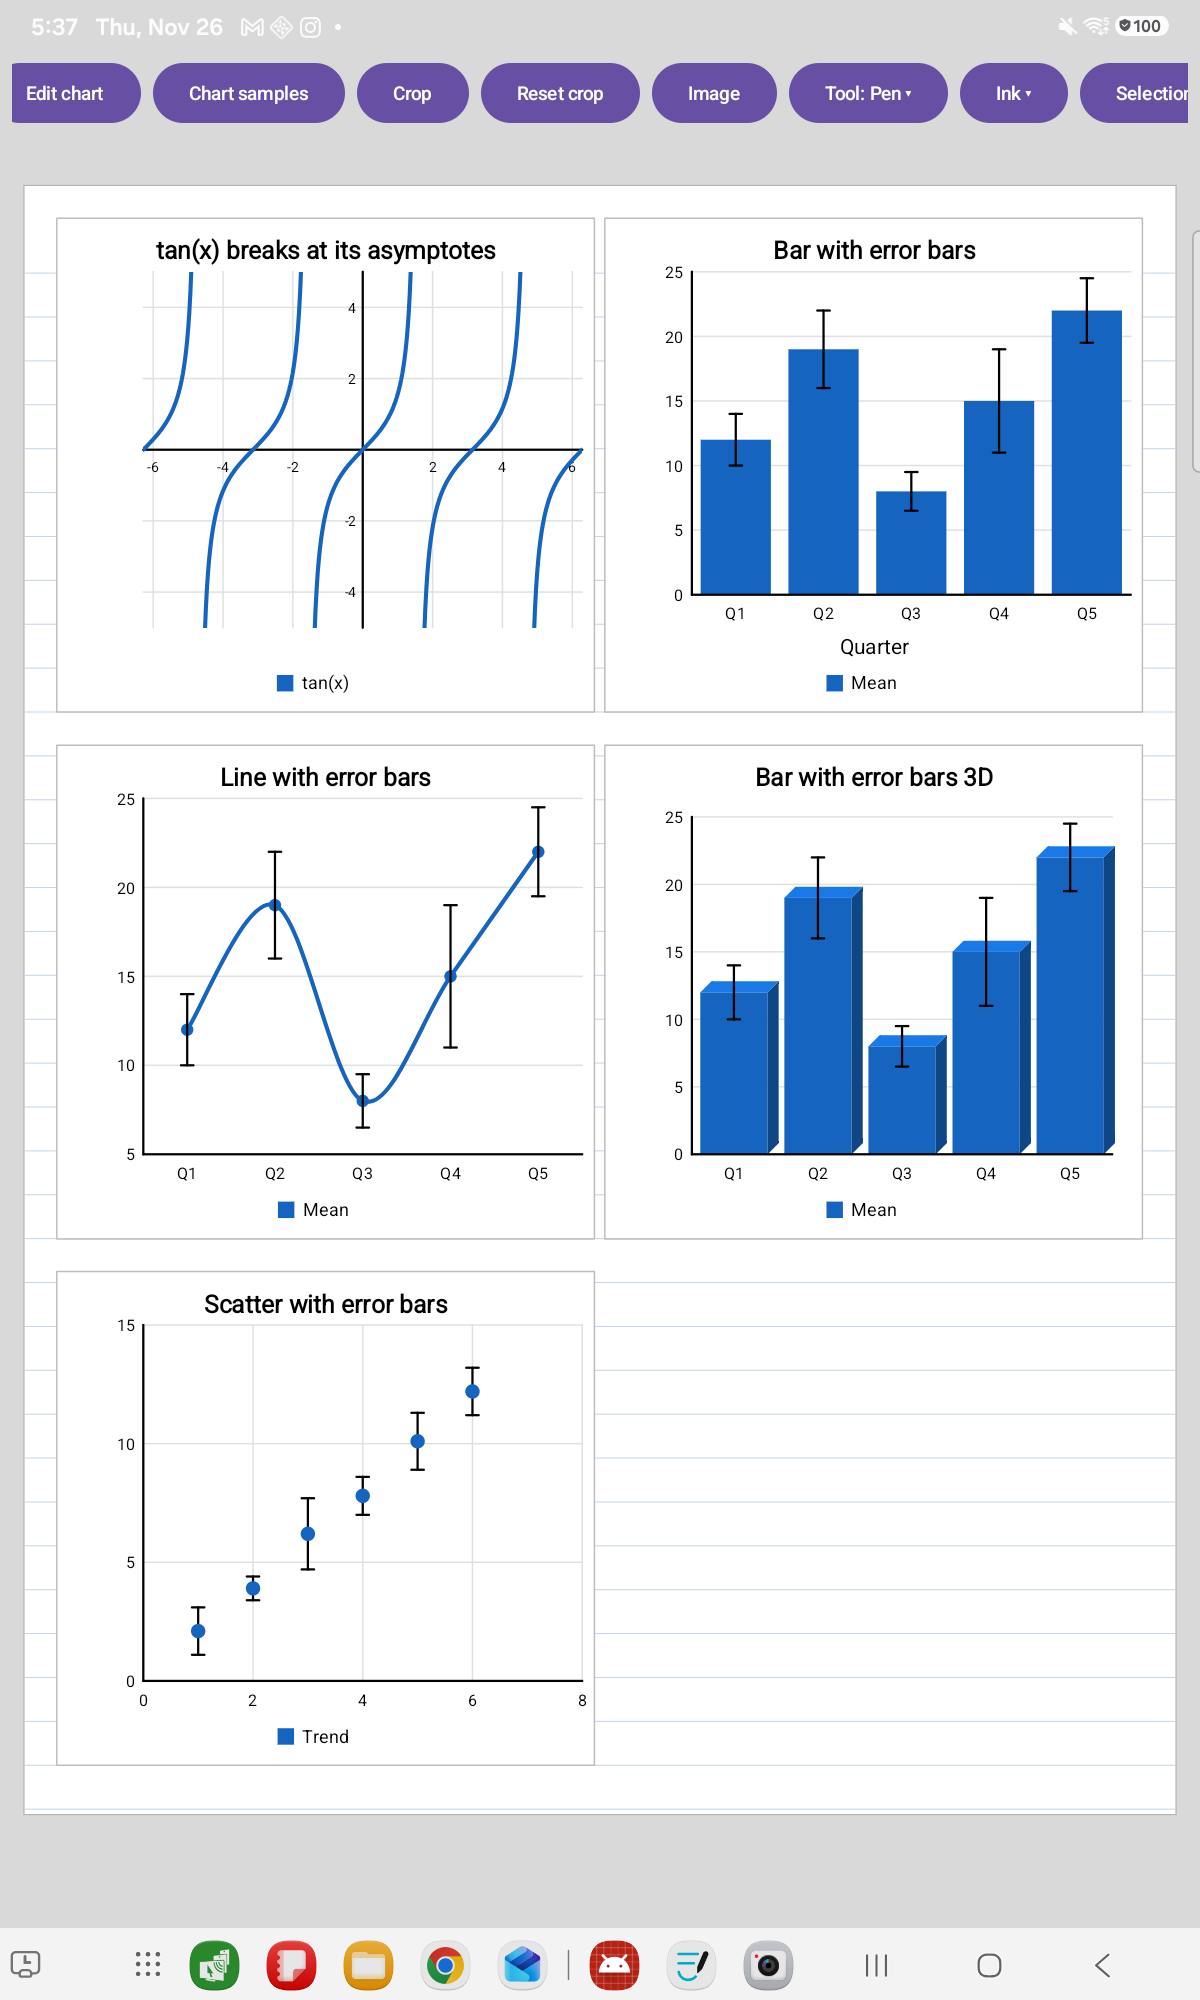 5:37 Thu, Nov 26
100
Edit chart
Chart samples
Crop
Reset crop
Image
Tool: Pen ▾
Ink ▾
Selection
tan(x) breaks at its asymptotes
4
2
-6 -4 -2 2 4 6
-2
-4
tan(x)
Bar with error bars
25
20
15
10
5
0
Q1 Q2 Q3 Q4 Q5
Quarter
Mean
Line with error bars
25
20
15
10
5
Q1 Q2 Q3 Q4 Q5
Mean
Bar with error bars 3D
25
20
15
10
5
0
Q1 Q2 Q3 Q4 Q5
Mean
Scatter with error bars
15
10
5
0
0 2 4 6 8
Trend